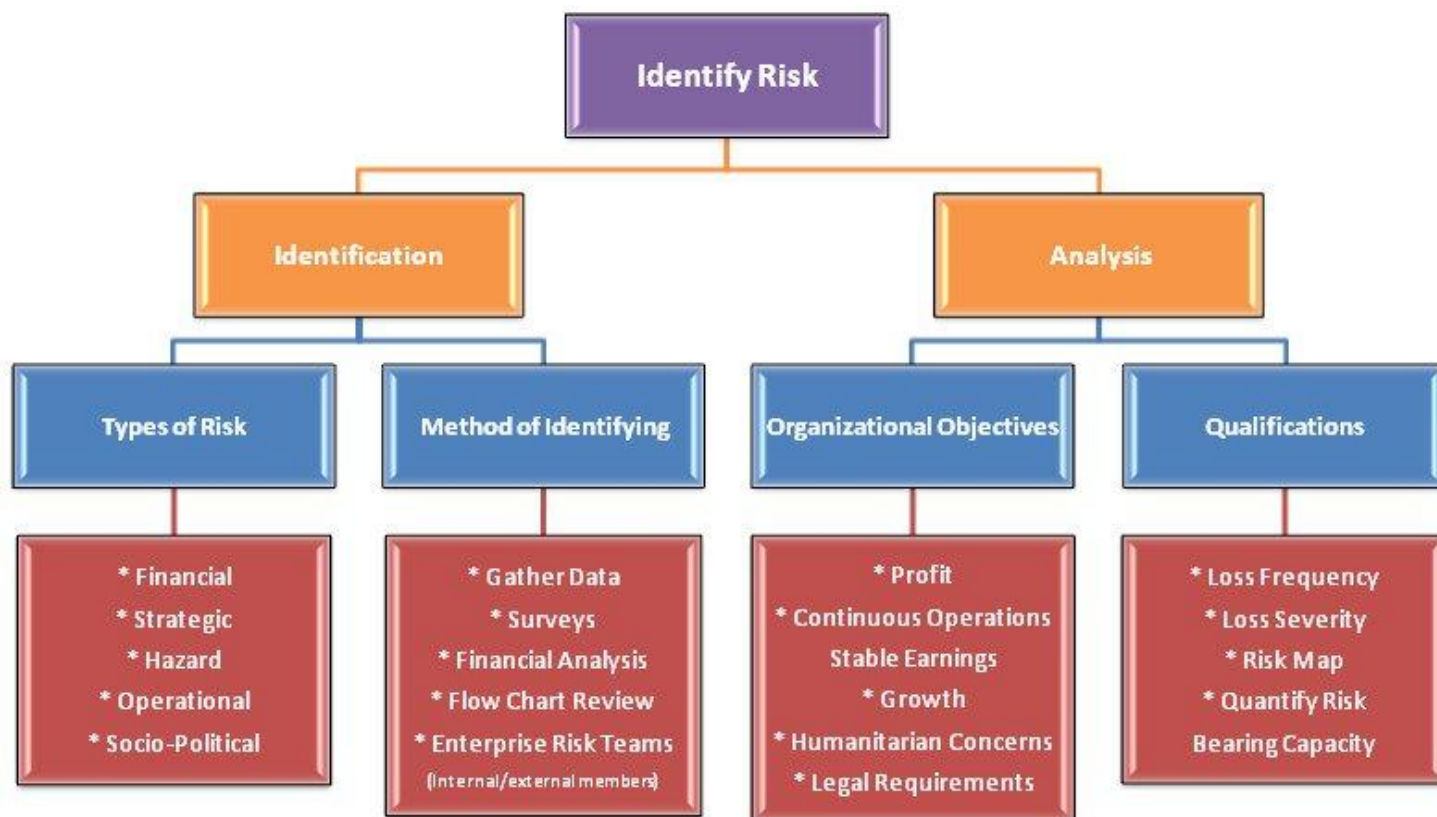 Identify Risk
Identification
Analysis
Types of Risk
Method of Identifying
Organizational Objectives
Qualifications
* Financial
* Strategic
* Hazard
* Operational
* Socio-Political
* Gather Data
* Surveys
* Financial Analysis
* Flow Chart Review
* Enterprise Risk Teams
(Internal/external members)
* Profit
* Continuous Operations
Stable Earnings
* Growth
* Humanitarian Concerns
* Legal Requirements
* Loss Frequency
* Loss Severity
* Risk Map
* Quantify Risk
Bearing Capacity